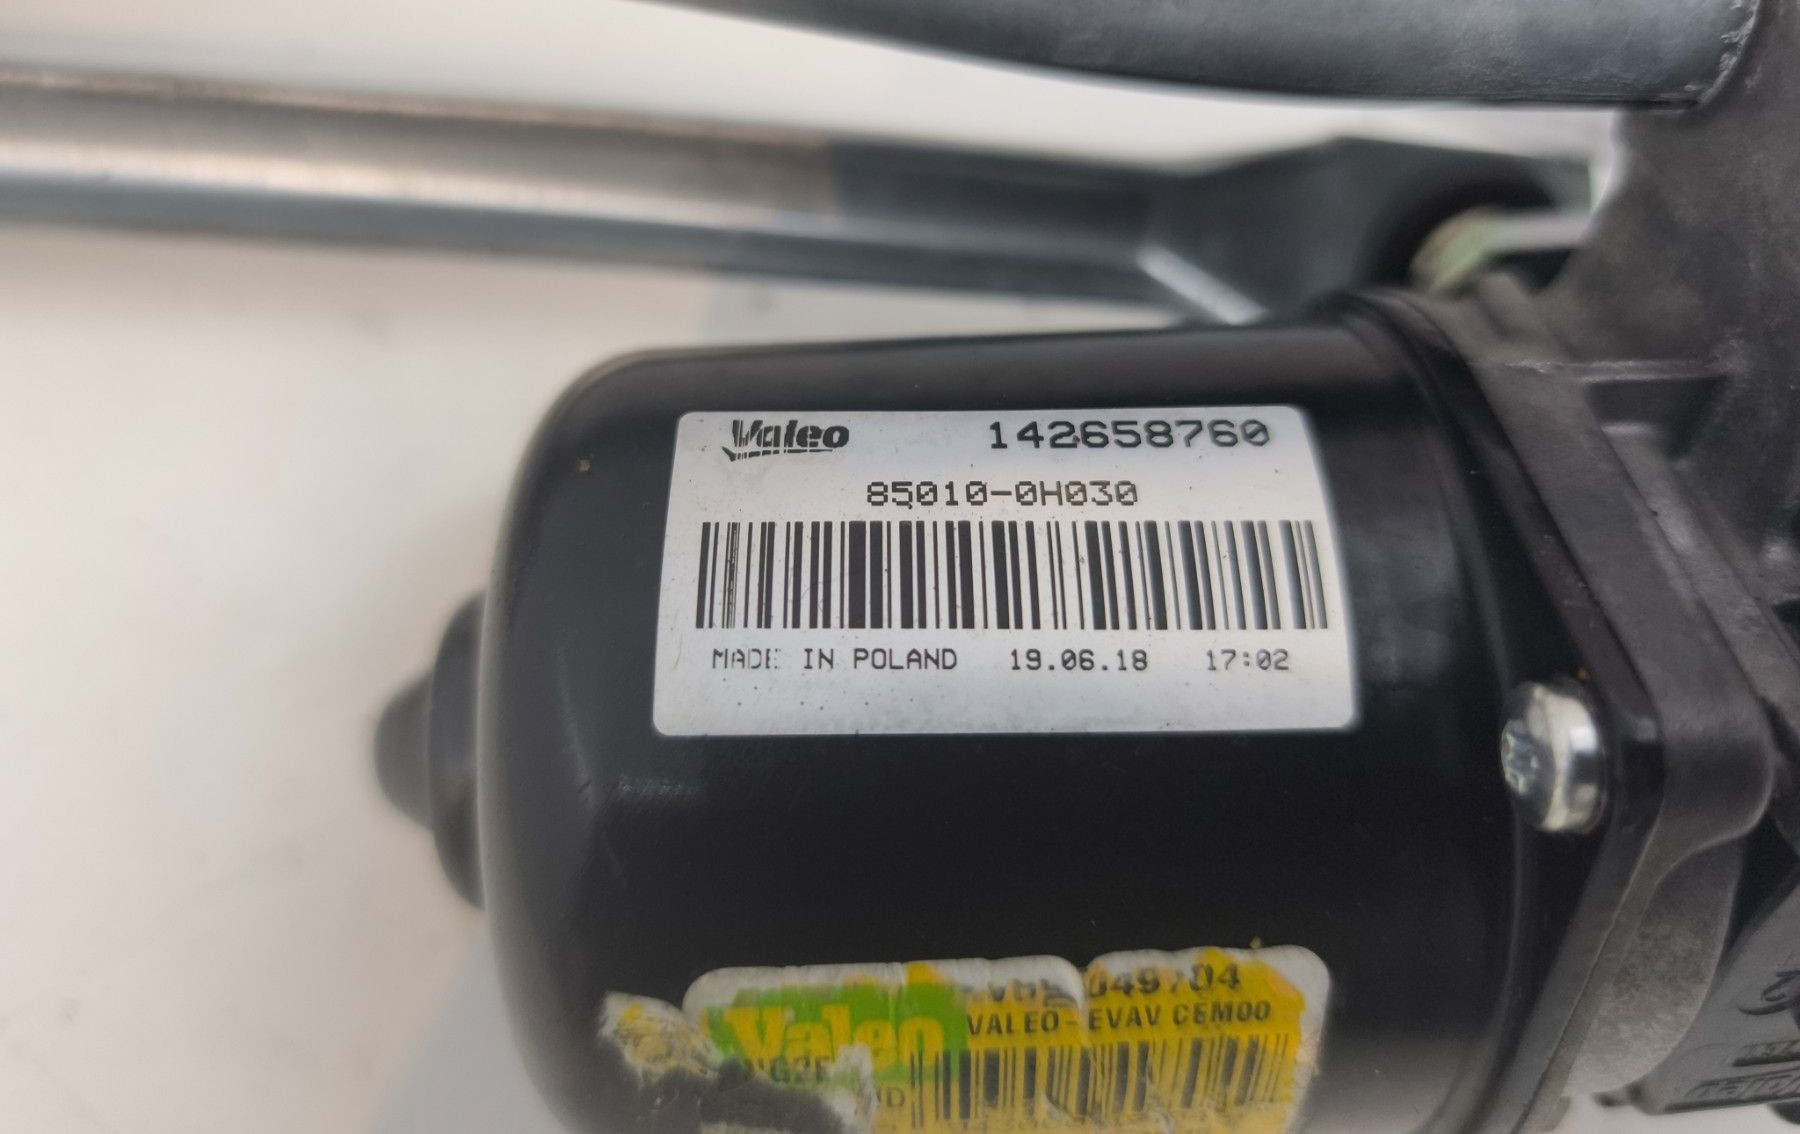 Valeo 142658760
85010-0H030
MADE IN POLAND 19.06.18 17:02
Valeo
VALEO-EVAV CEM00